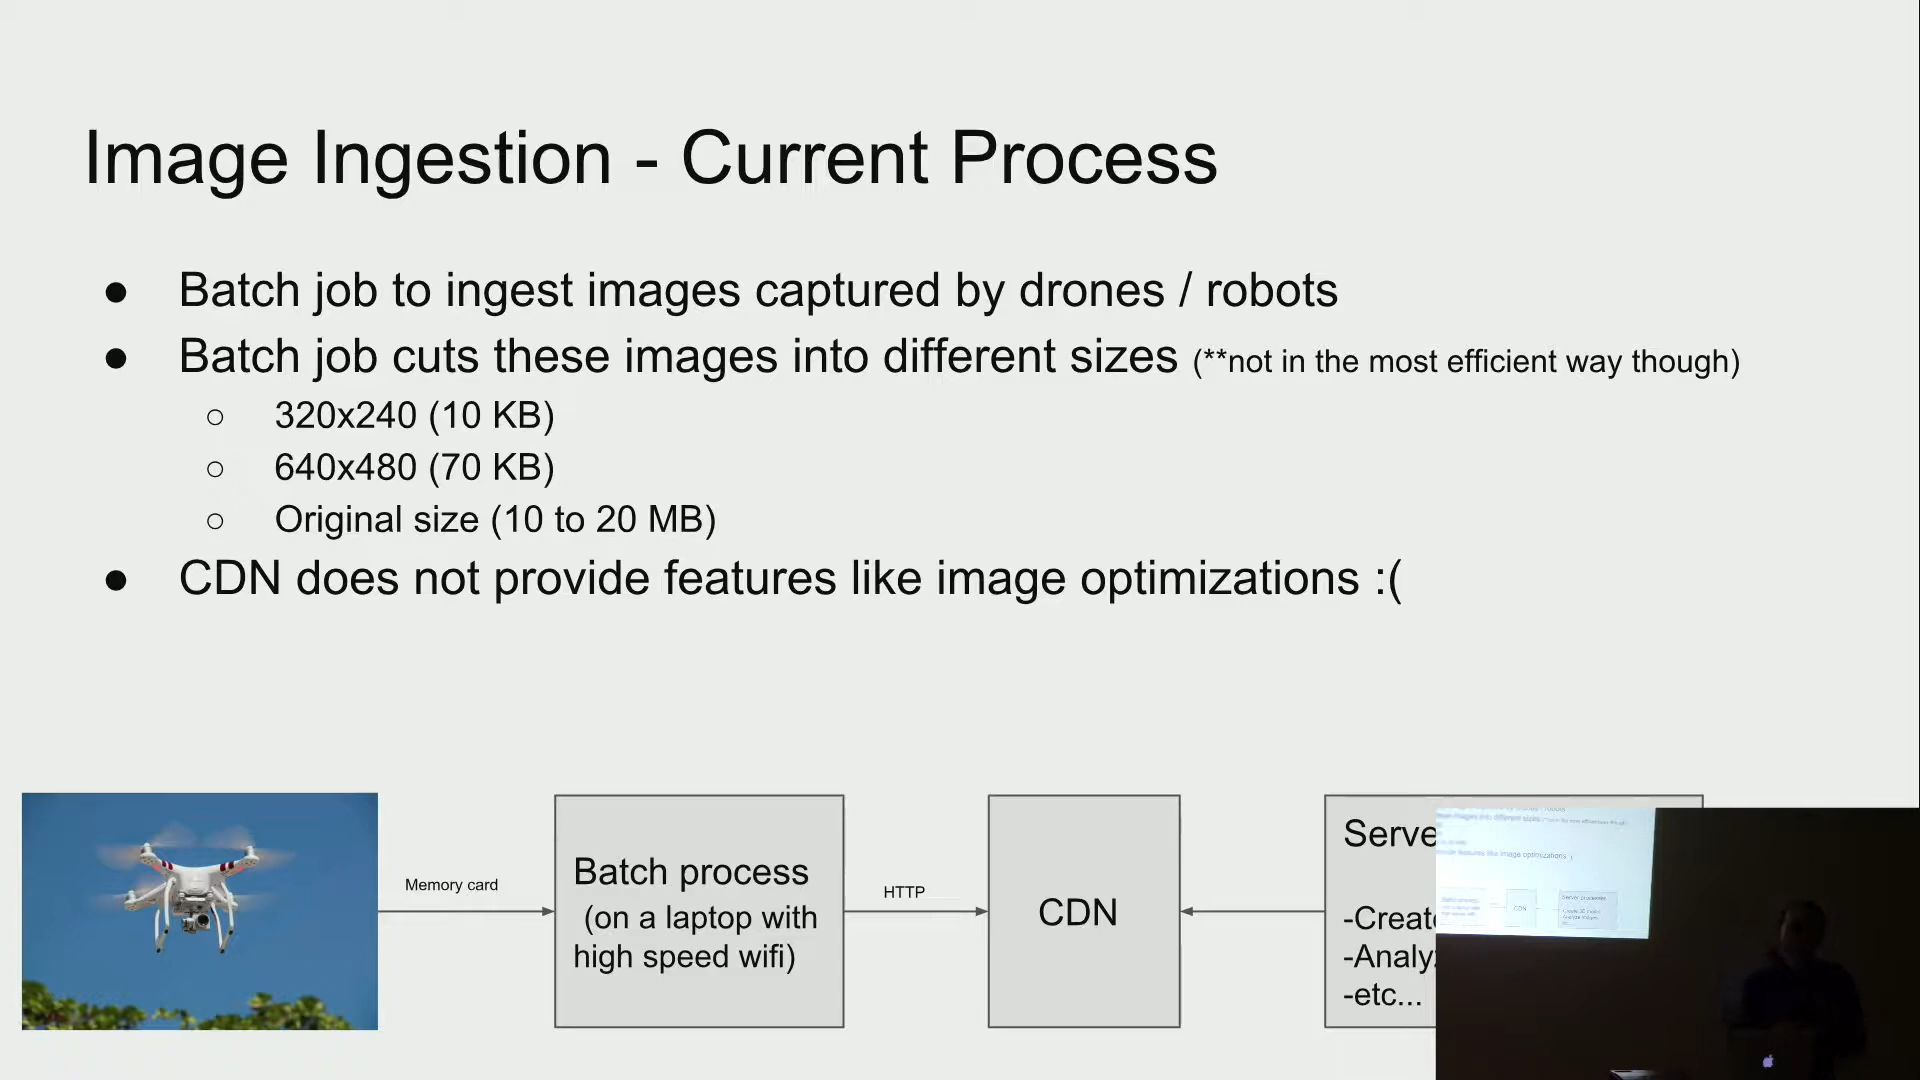 Image Ingestion - Current Process
● Batch job to ingest images captured by drones / robots
● Batch job cuts these images into different sizes (**not in the most efficient way though)
○ 320x240 (10 KB)
○ 640x480 (70 KB)
○ Original size (10 to 20 MB)
● CDN does not provide features like image optimizations :(
Memory card
Batch process
(on a laptop with
high speed wifi)
HTTP
CDN
-etc...
CDN